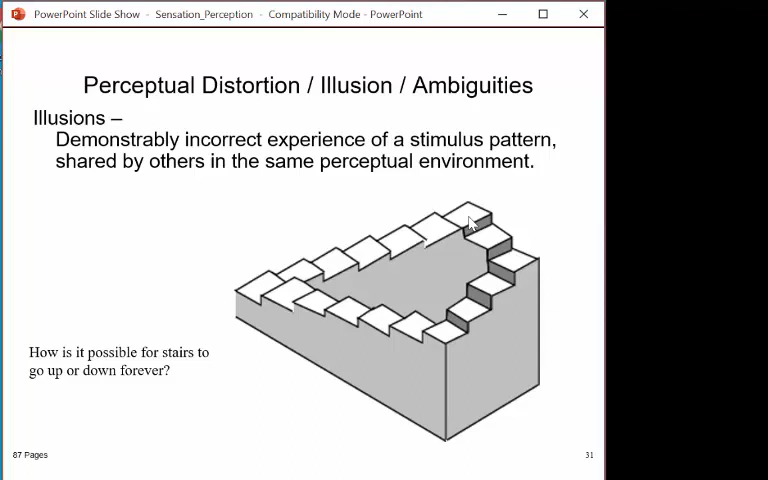 PowerPoint Slide Show - Sensation_Perception - Compatibility Mode - PowerPoint
Perceptual Distortion / Illusion / Ambiguities
Illusions –
Demonstrably incorrect experience of a stimulus pattern,
shared by others in the same perceptual environment.
How is it possible for stairs to
go up or down forever?
87 Pages
31